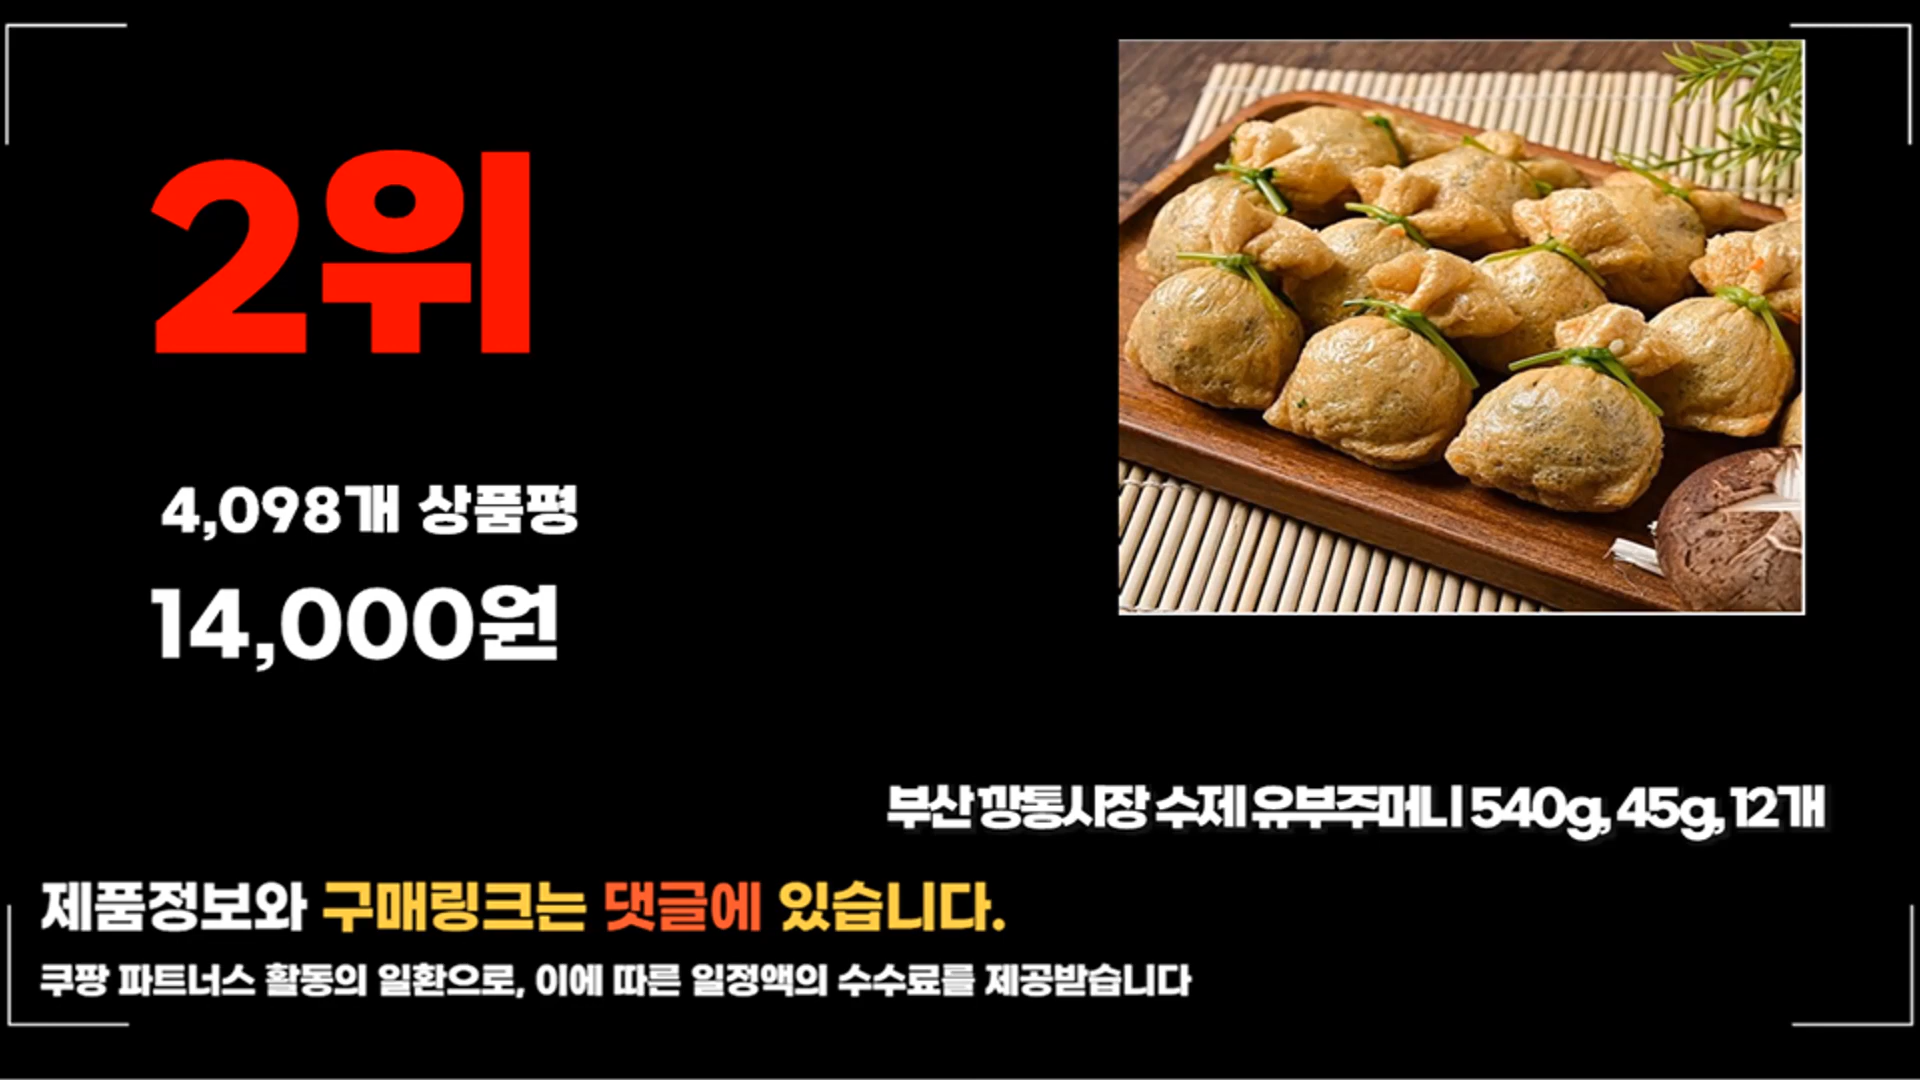 2위
4,098개 상품평
14,000원
부산 깡통시장 수제 유부주머니 540g, 45g, 12개
제품정보와 구매링크는 댓글에 있습니다.
쿠팡 파트너스 활동의 일환으로, 이에 따른 일정액의 수수료를 제공받습니다